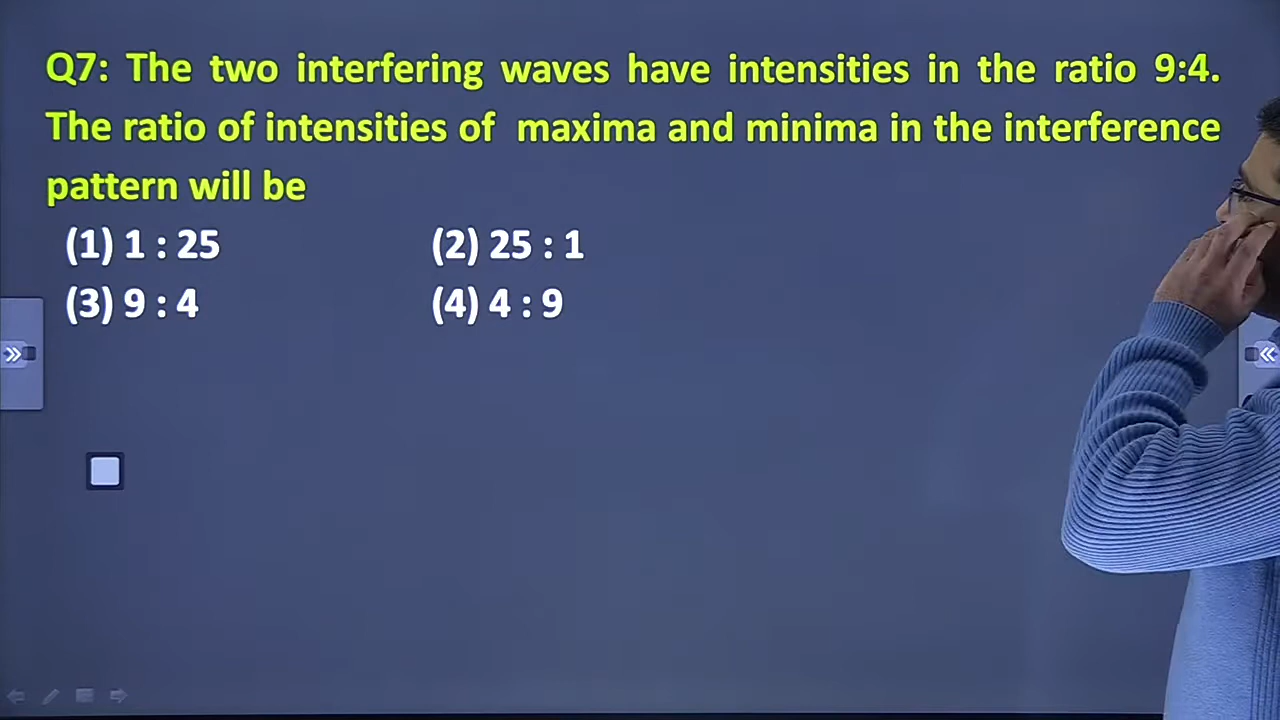 Q7: The two interfering waves have intensities in the ratio 9:4.
The ratio of intensities of maxima and minima in the interference
pattern will be
(1) 1 : 25 (2) 25 : 1
(3) 9 : 4 (4) 4 : 9